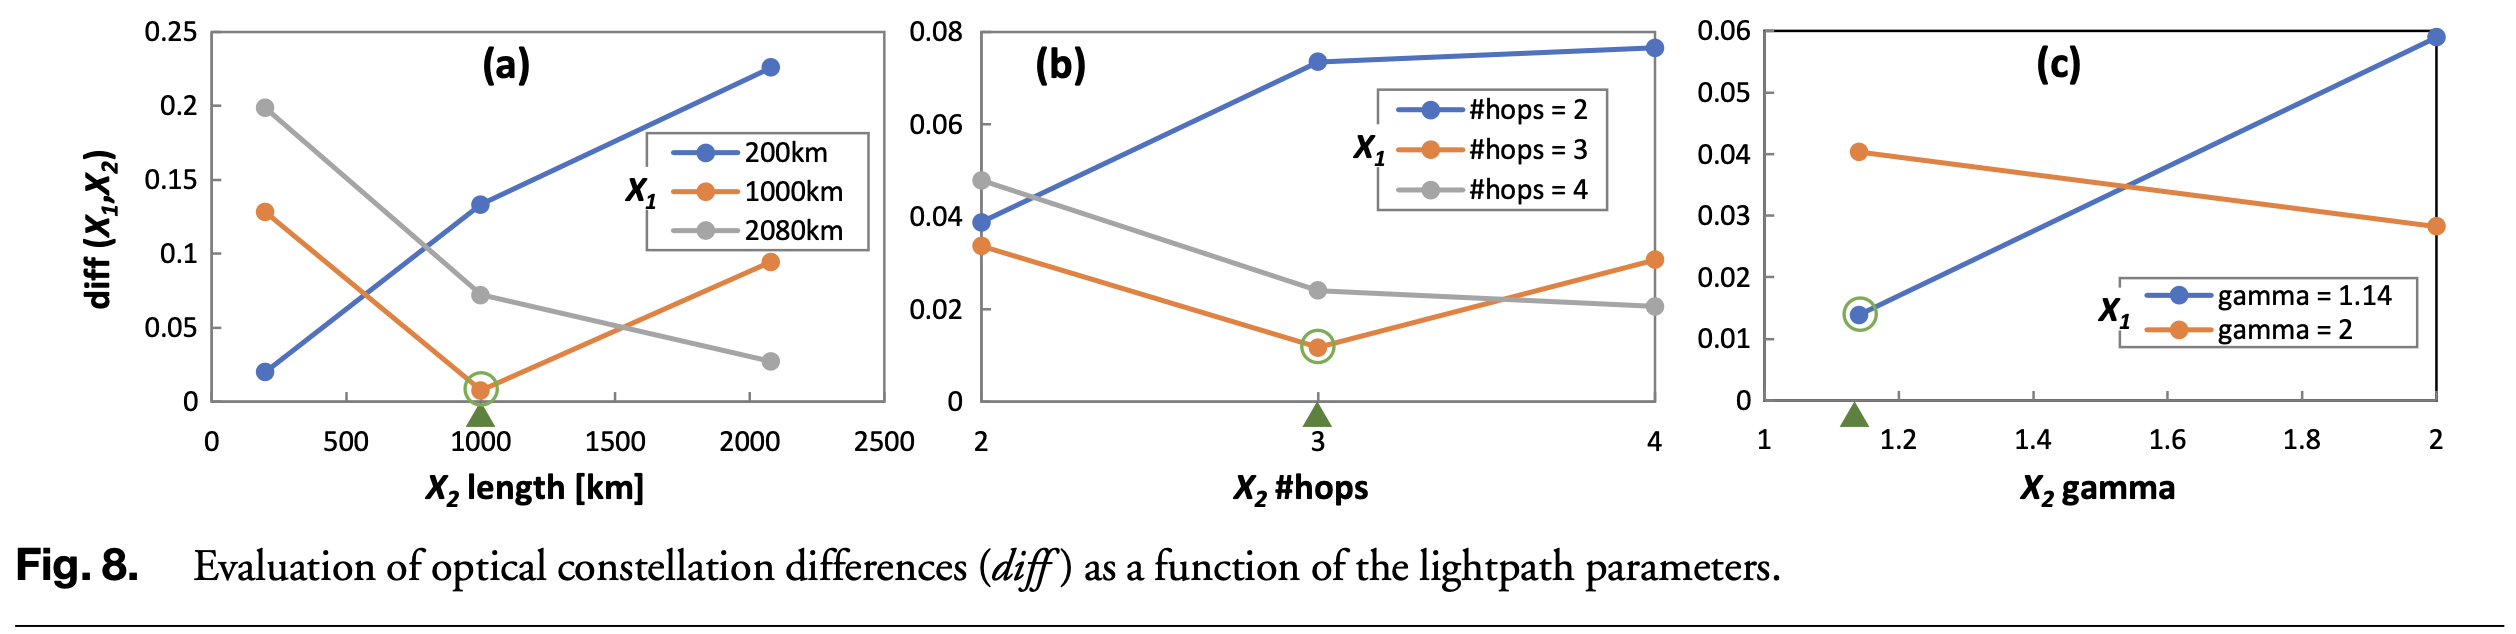 0.25
0.2
0.15
0.1
0.05
0
diff (X1,X2)
(a)
X1
200km
1000km
2080km
0 500 1000 1500 2000 2500
X2 length [km]
0.08
0.06
0.04
0.02
0
(b)
X1
#hops = 2
#hops = 3
#hops = 4
2 3 4
X2 #hops
0.06
0.05
0.04
0.03
0.02
0.01
0
(c)
X1
gamma = 1.14
gamma = 2
1 1.2 1.4 1.6 1.8 2
X2 gamma
Fig. 8. Evaluation of optical constellation differences (diff) as a function of the lightpath parameters.